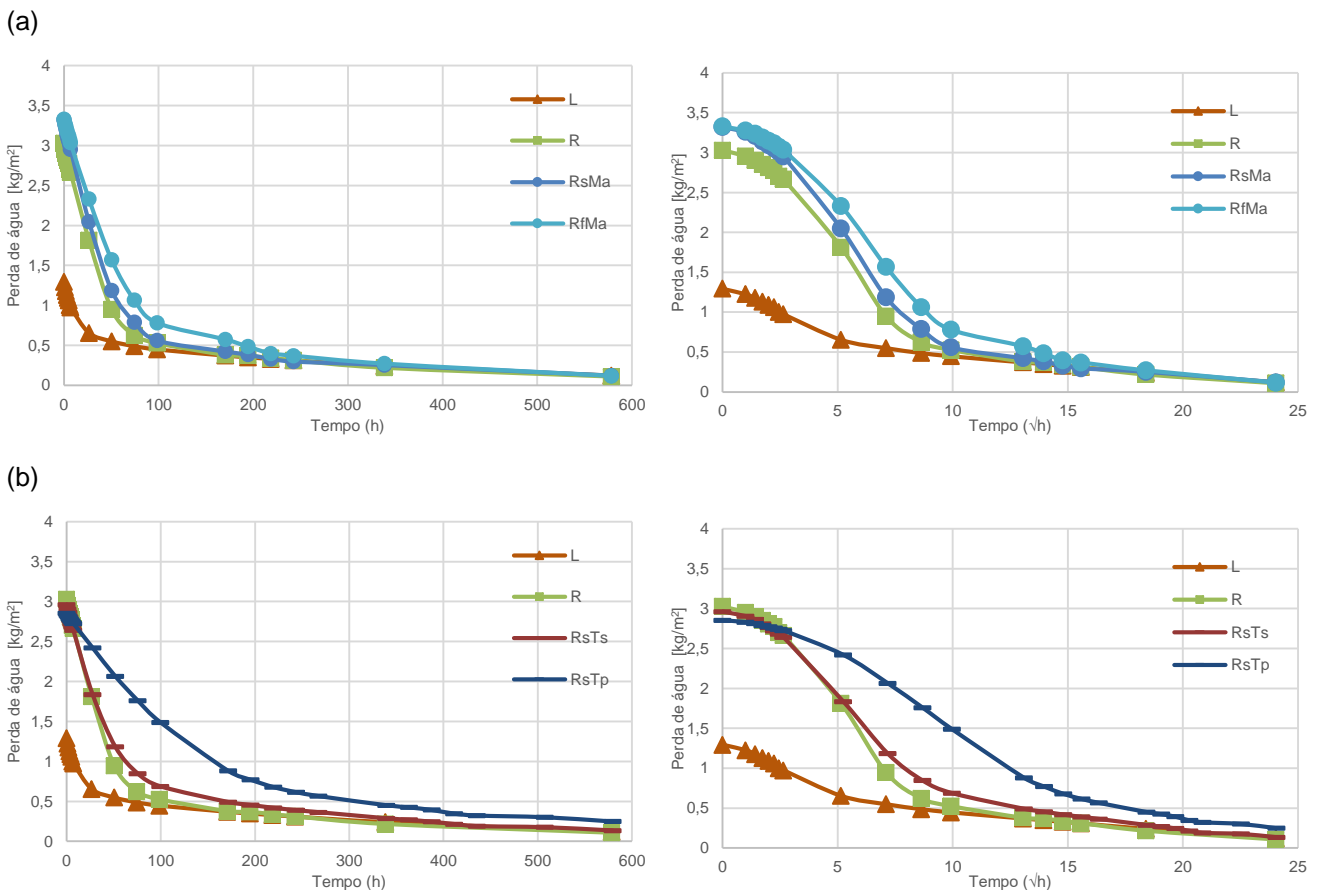 (a)
Perda de água [kg/m²]
4
3,5
3
2,5
2
1,5
1
0,5
0
0 100 200 300 400 500 600
Tempo (h)
L
R
RsMa
RfMa
Perda de água [kg/m²]
4
3,5
3
2,5
2
1,5
1
0,5
0
0 5 10 15 20 25
Tempo (√h)
L
R
RsMa
RfMa
(b)
Perda de água [kg/m²]
4
3,5
3
2,5
2
1,5
1
0,5
0
0 100 200 300 400 500 600
Tempo (h)
L
R
RsTs
RsTp
Perda de água [kg/m²]
4
3,5
3
2,5
2
1,5
1
0,5
0
0 5 10 15 20 25
Tempo (√h)
L
R
RsTs
RsTp